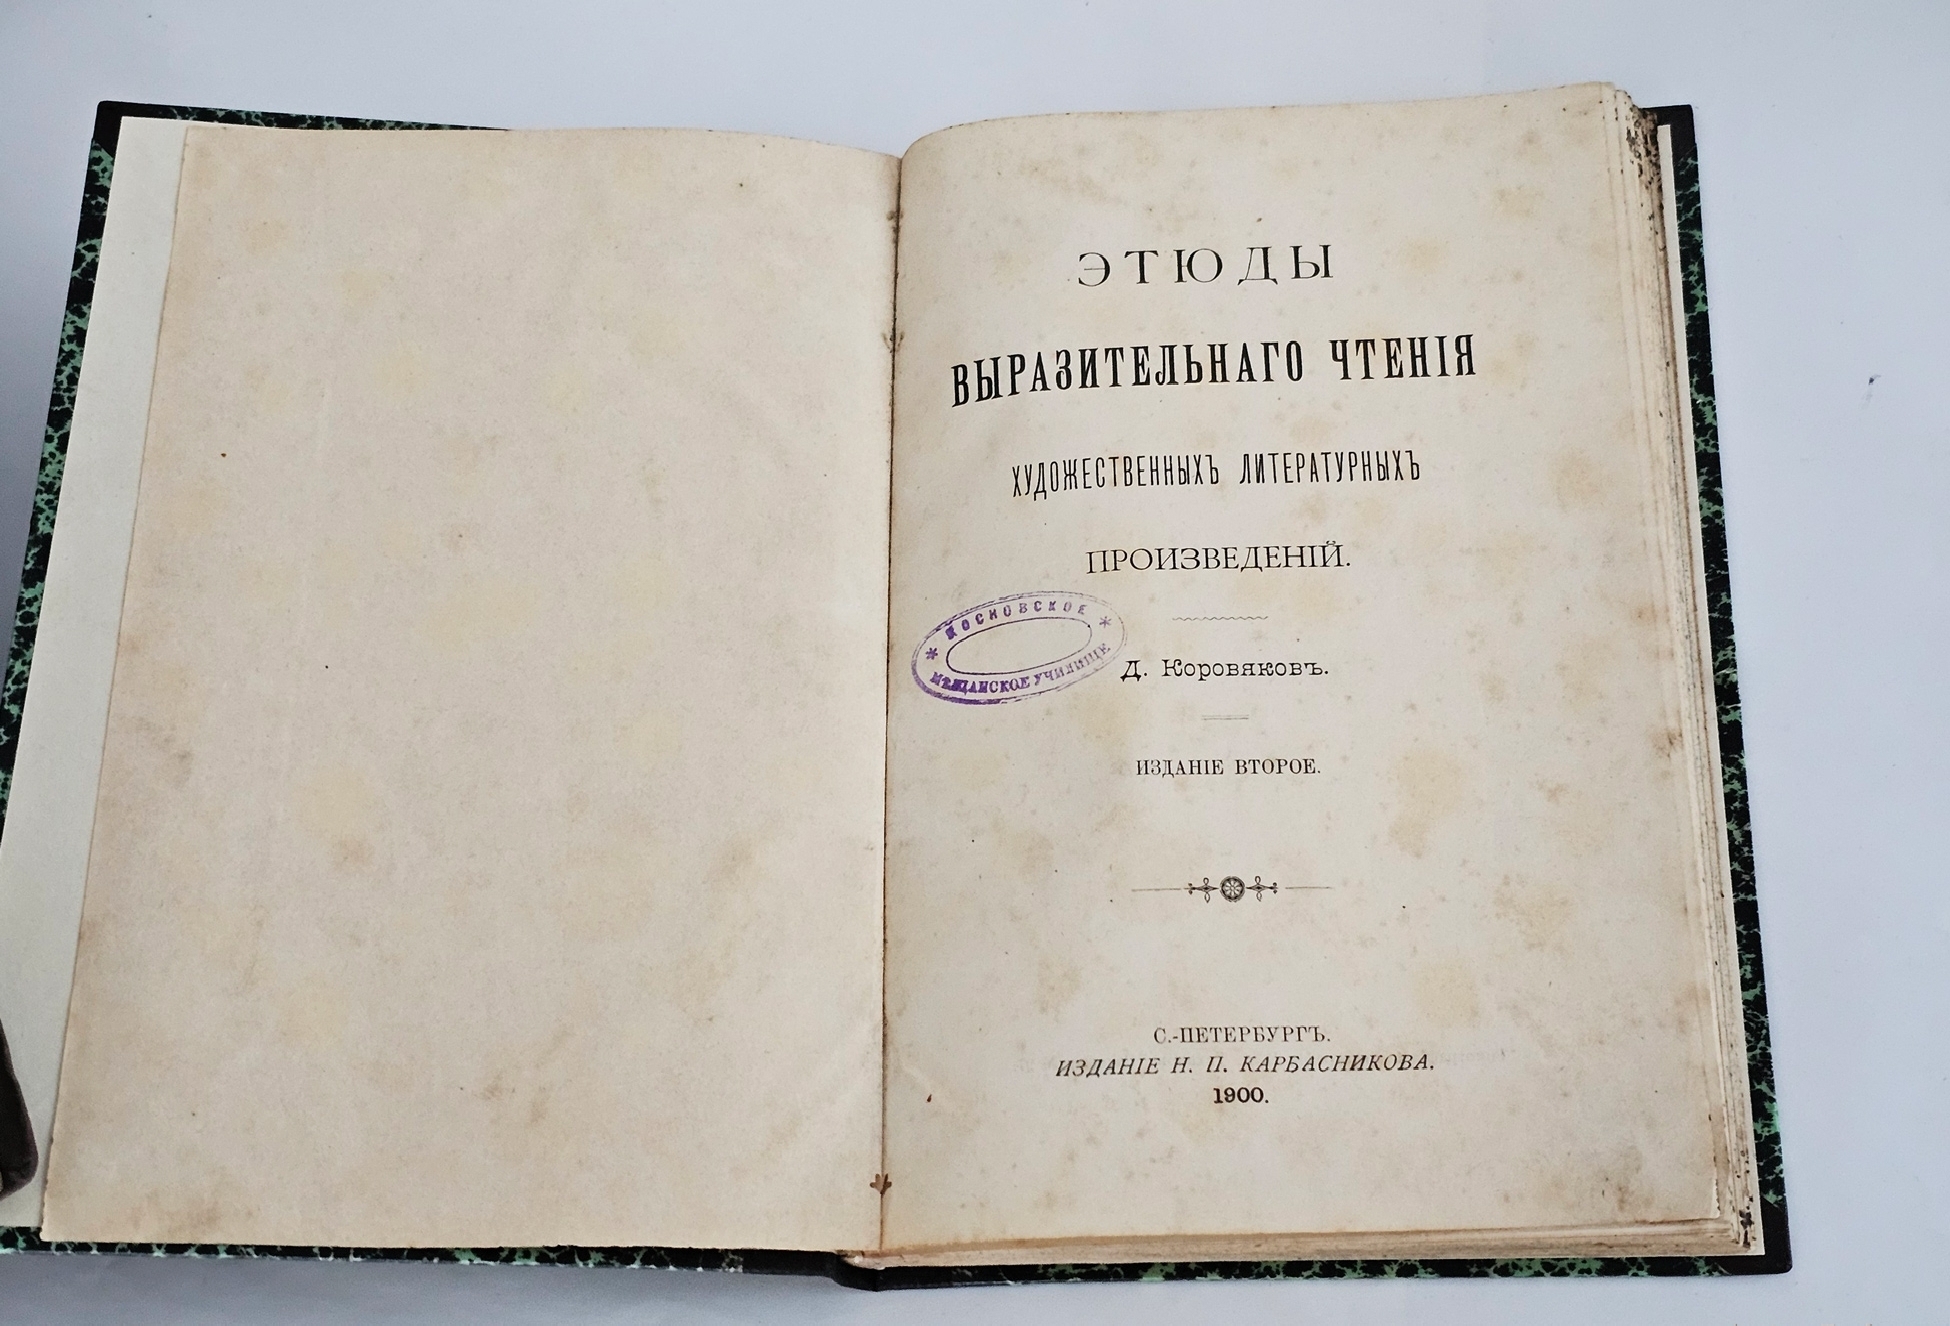 ЭТЮДЫ
ВЫРАЗИТЕЛЬНАГО ЧТЕНІЯ
ХУДОЖЕСТВЕННЫХЪ ЛИТЕРАТУРНЫХЪ
ПРОИЗВЕДЕНІЙ.
МОСКОВСКОЕ
МѢЩАНСКОЕ УЧИЛИЩЕ
Д. Коровяковъ.
ИЗДАНІЕ ВТОРОЕ.
С.-ПЕТЕРБУРГЪ.
ИЗДАНІЕ Н. П. КАРБАСНИКОВА.
1900.